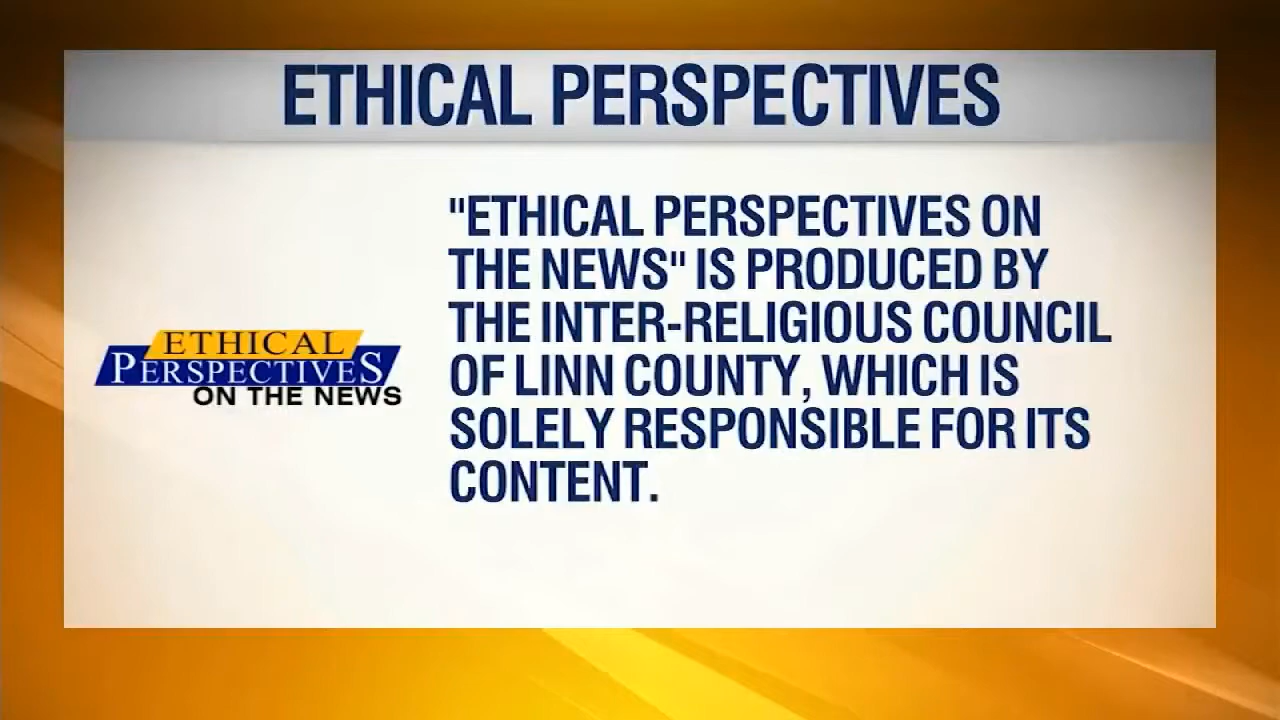 ETHICAL PERSPECTIVES
"ETHICAL PERSPECTIVES ON
THE NEWS" IS PRODUCED BY
THE INTER-RELIGIOUS COUNCIL
OF LINN COUNTY, WHICH IS
SOLELY RESPONSIBLE FOR ITS
CONTENT.
ETHICAL
PERSPECTIVES
ON THE NEWS